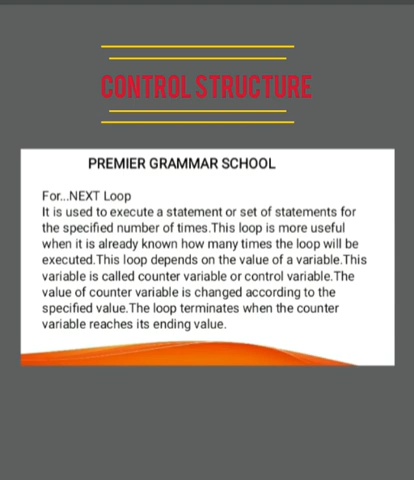 CONTROL STRUCTURE
PREMIER GRAMMAR SCHOOL
For...NEXT Loop
It is used to execute a statement or set of statements for
the specified number of times.This loop is more useful
when it is already known how many times the loop will be
executed.This loop depends on the value of a variable.This
variable is called counter variable or control variable.The
value of counter variable is changed according to the
specified value.The loop terminates when the counter
variable reaches its ending value.